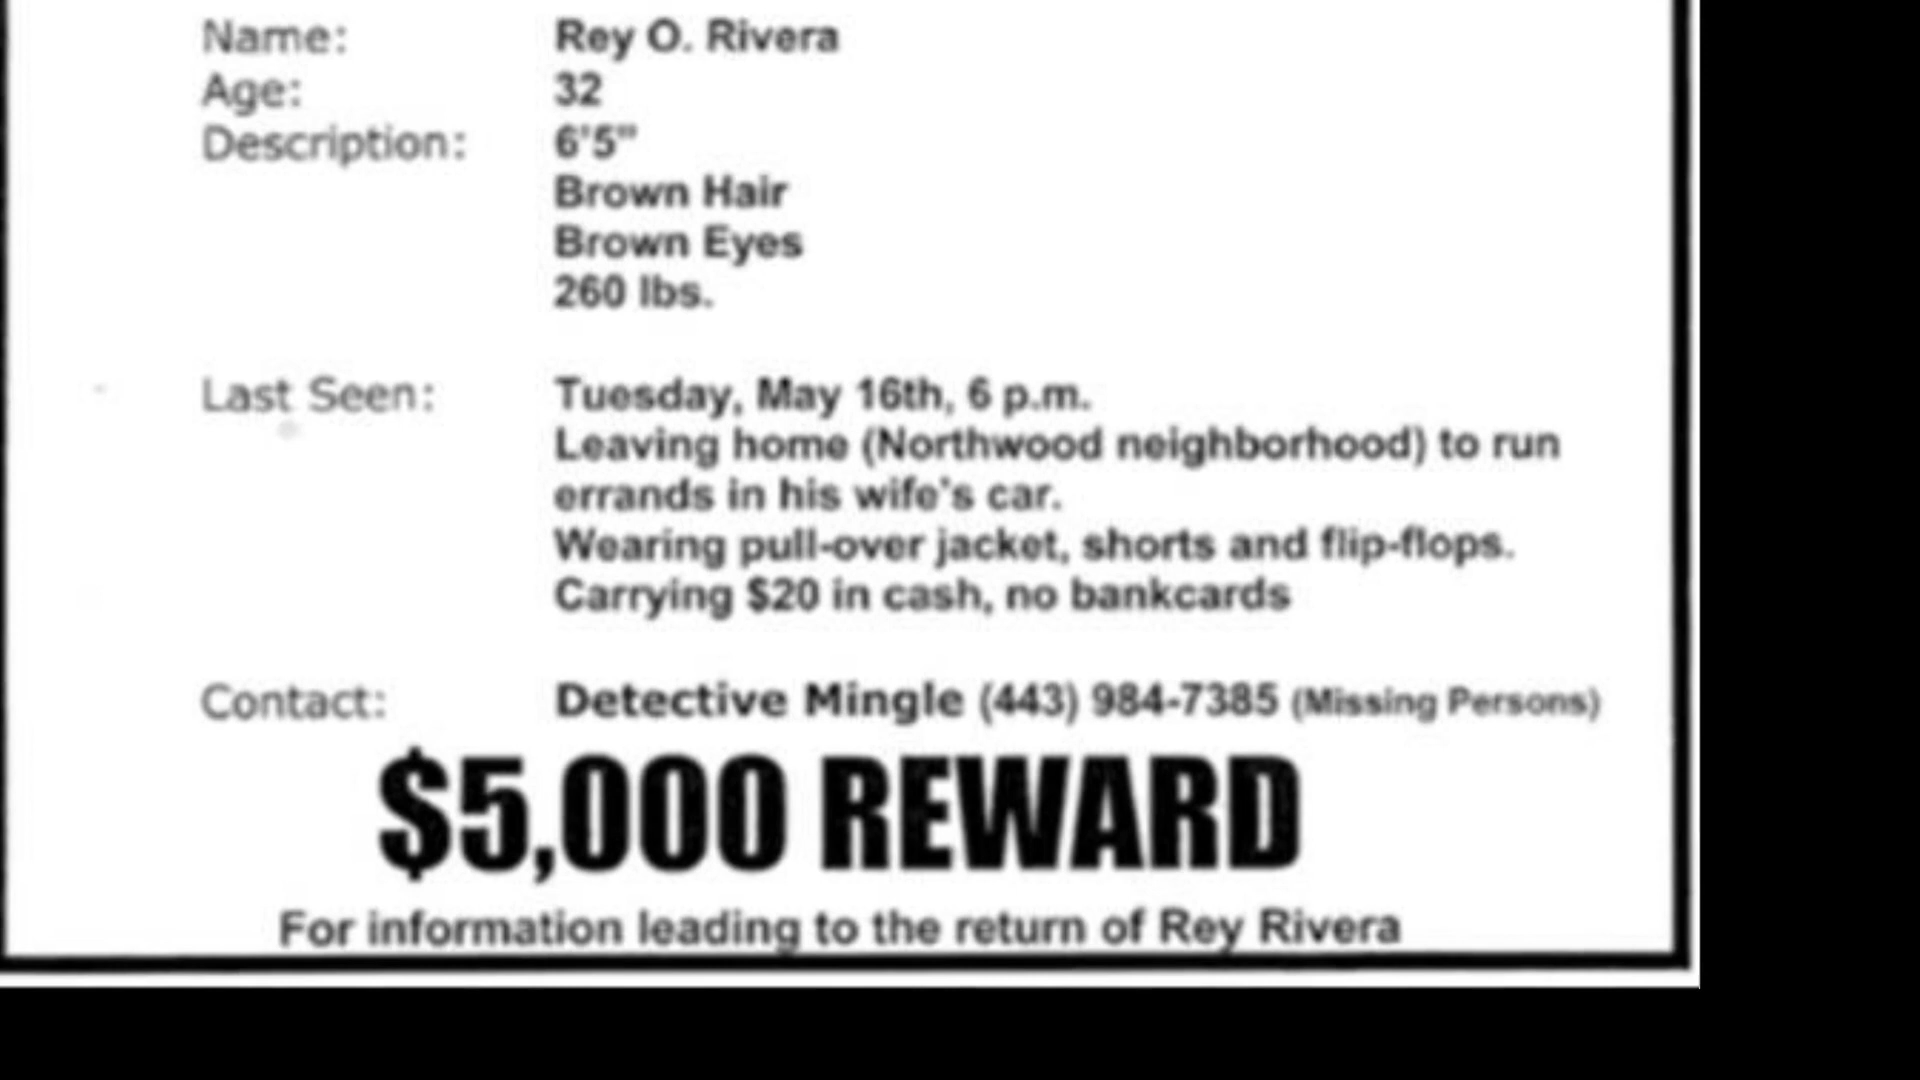 Name: Rey O. Rivera
Age: 32
Description: 6'5"
Brown Hair
Brown Eyes
260 lbs.
Last Seen: Tuesday, May 16th, 6 p.m.
Leaving home (Northwood neighborhood) to run
errands in his wife's car.
Wearing pull-over jacket, shorts and flip-flops.
Carrying $20 in cash, no bankcards
Contact: Detective Mingle (443) 984-7385 (Missing Persons)
$5,000 REWARD
For information leading to the return of Rey Rivera